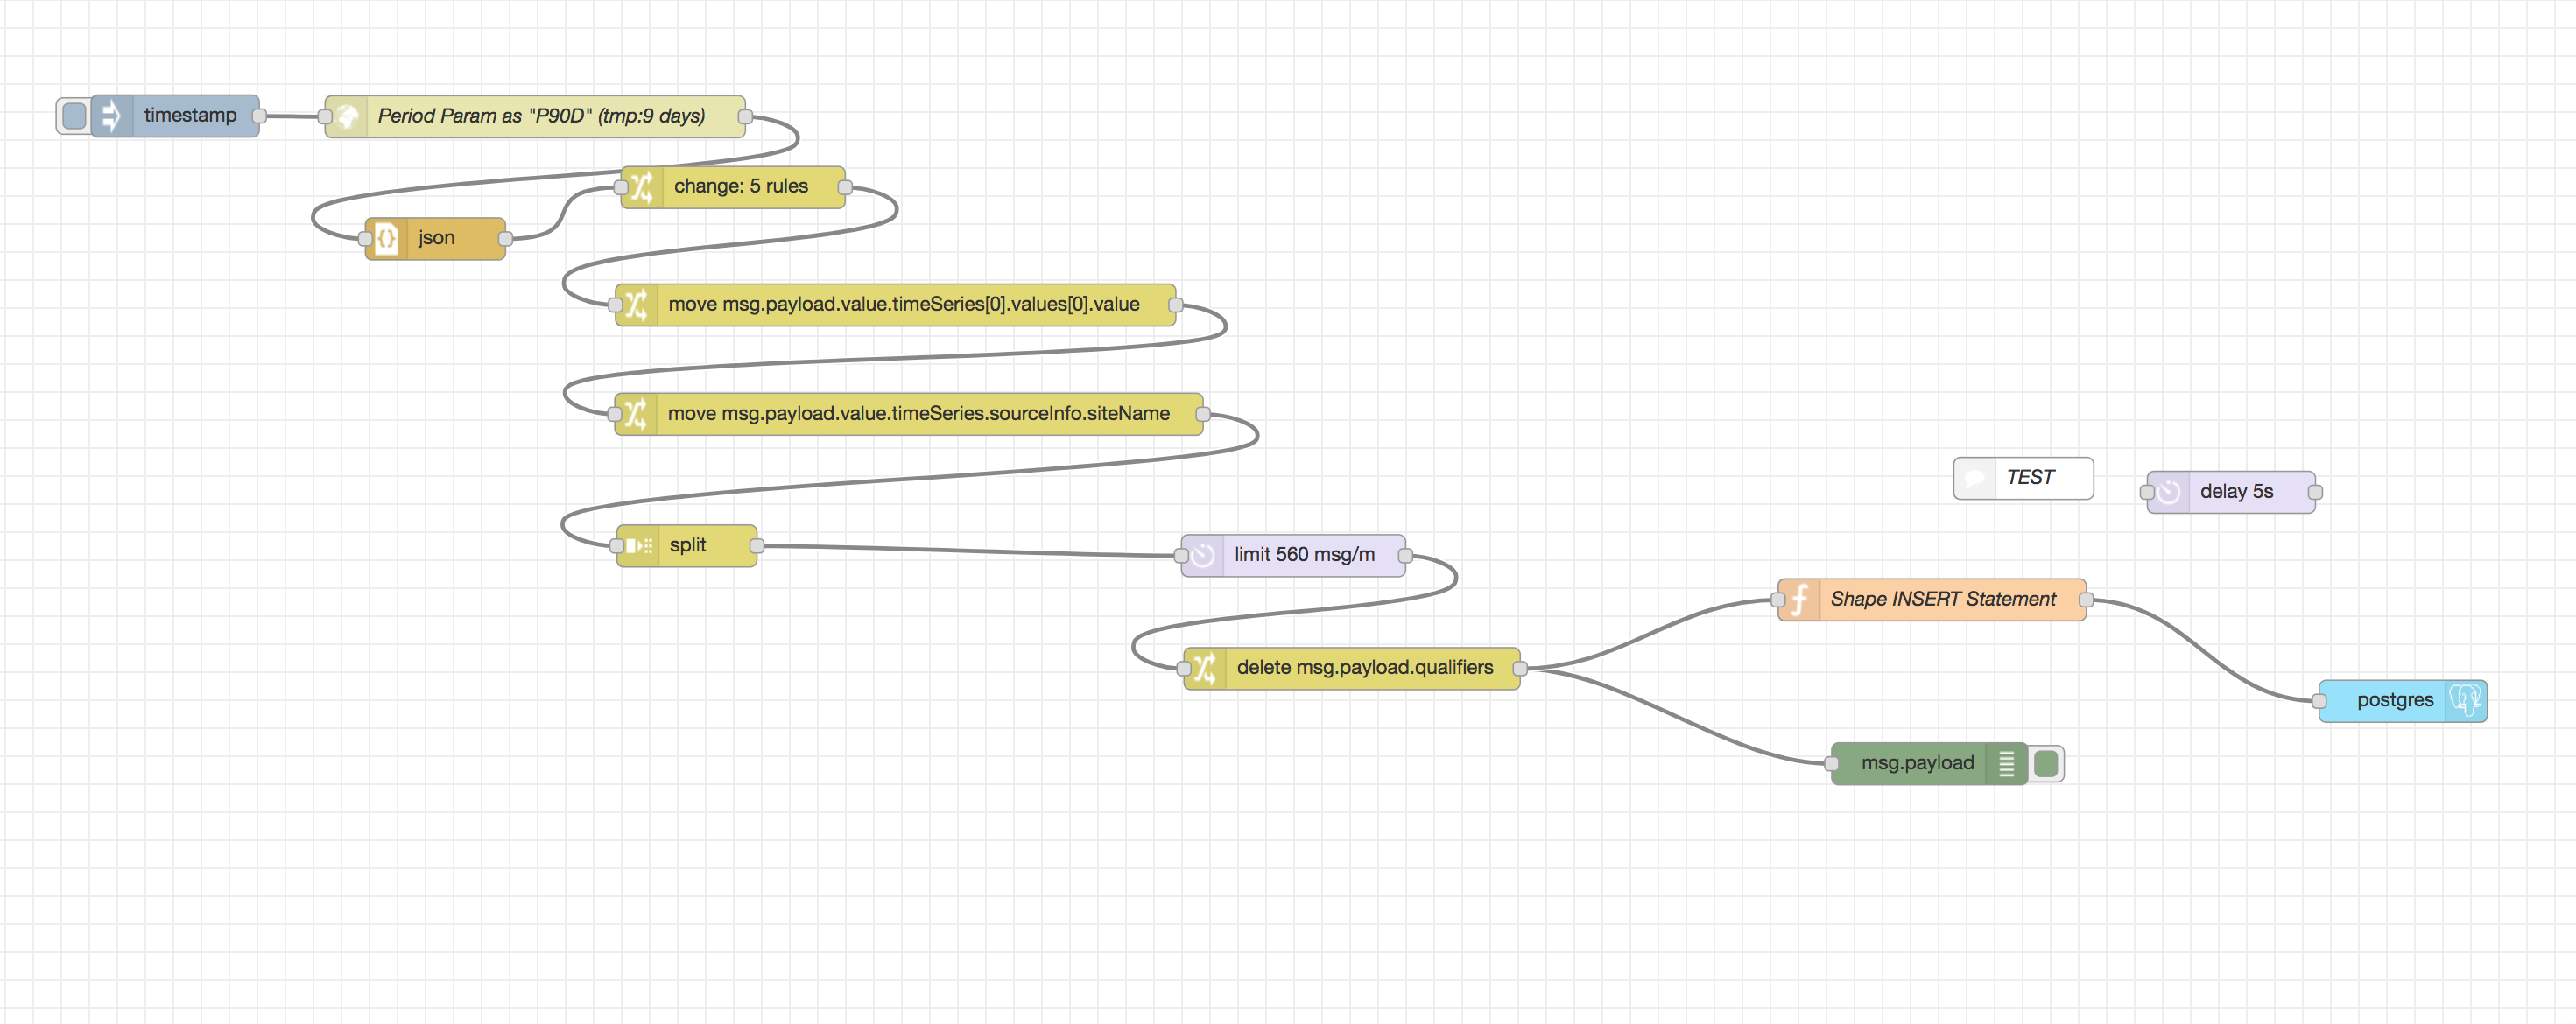 timestamp
Period Param as "P90D" (tmp:9 days)
change: 5 rules
json
move msg.payload.value.timeSeries[0].values[0].value
move msg.payload.value.timeSeries.sourceInfo.siteName
TEST
delay 5s
split
limit 560 msg/m
Shape INSERT Statement
delete msg.payload.qualifiers
postgres
msg.payload